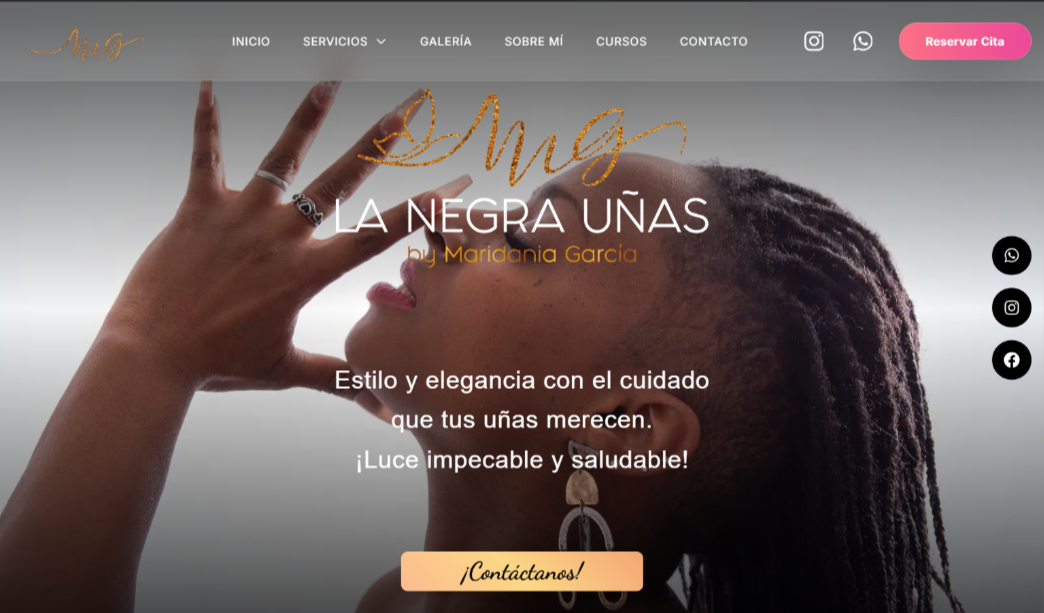 mg
INICIO
SERVICIOS
GALERÍA
SOBRE MÍ
CURSOS
CONTACTO
Reservar Cita
mg
LA NEGRA UÑAS
by Maridania García
Estilo y elegancia con el cuidado
que tus uñas merecen.
¡Luce impecable y saludable!
¡Contáctanos!